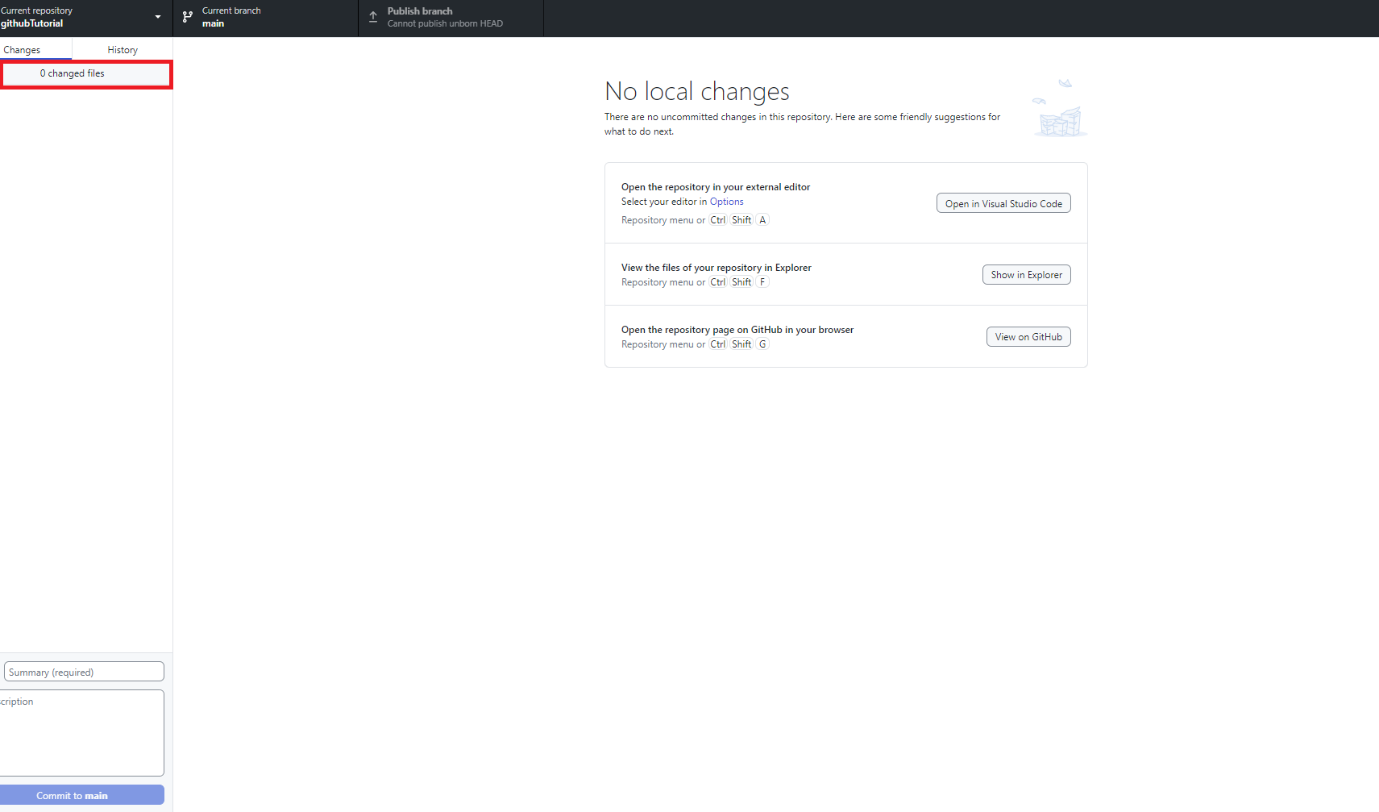 Current repository
githubTutorial
Current branch
main
Publish branch
Cannot publish unborn HEAD
Changes
History
0 changed files
No local changes
There are no uncommitted changes in this repository. Here are some friendly suggestions for
what to do next.
Open the repository in your external editor
Select your editor in Options
Repository menu or Ctrl Shift A
Open in Visual Studio Code
View the files of your repository in Explorer
Repository menu or Ctrl Shift F
Show in Explorer
Open the repository page on GitHub in your browser
Repository menu or Ctrl Shift G
View on GitHub
Summary (required)
cription
Commit to main